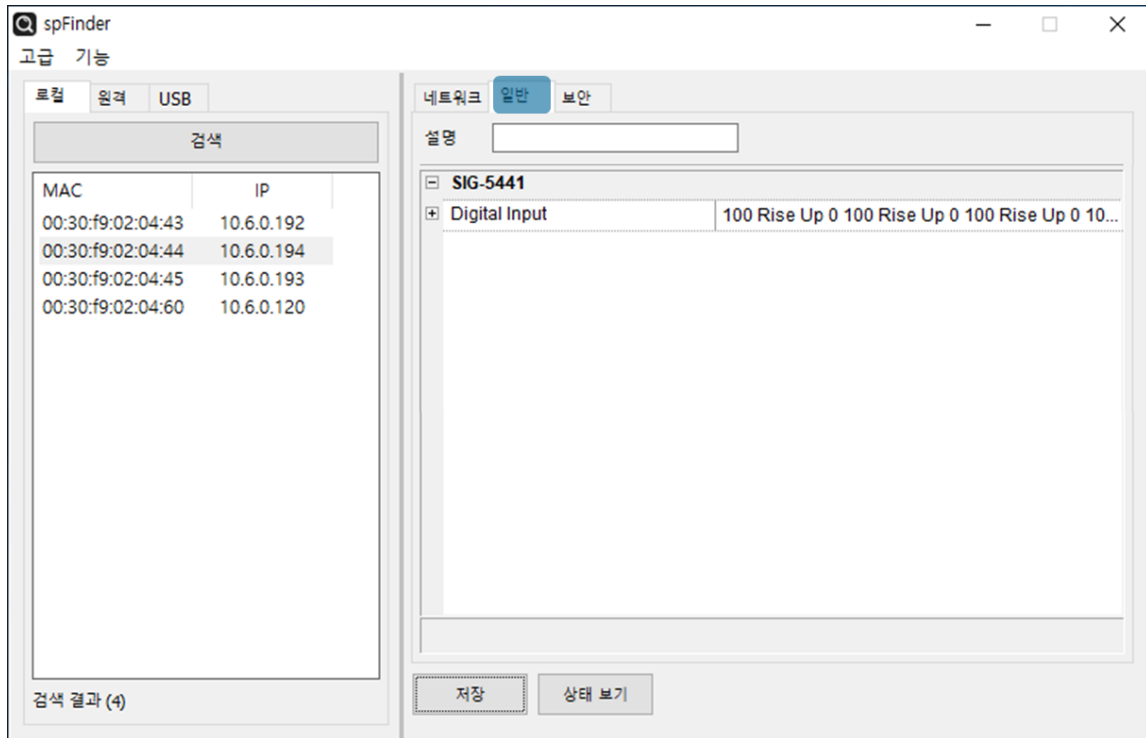 spFinder
고급 기능
로컬 원격 USB
검색
MAC IP
00:30:f9:02:04:43 10.6.0.192
00:30:f9:02:04:44 10.6.0.194
00:30:f9:02:04:45 10.6.0.193
00:30:f9:02:04:60 10.6.0.120
검색 결과 (4)
네트워크 일반 보안
설명
SIG-5441
Digital Input 100 Rise Up 0 100 Rise Up 0 100 Rise Up 0 10...
저장 상태 보기